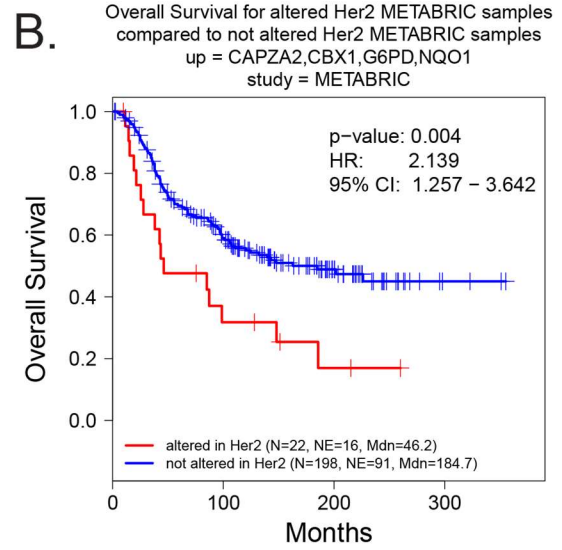 B.
Overall Survival for altered Her2 METABRIC samples
compared to not altered Her2 METABRIC samples
up = CAPZA2,CBX1,G6PD,NQO1
study = METABRIC
p−value: 0.004
HR: 2.139
95% CI: 1.257 − 3.642
Overall Survival
1.0
0.8
0.6
0.4
0.2
0.0
altered in Her2 (N=22, NE=16, Mdn=46.2)
not altered in Her2 (N=198, NE=91, Mdn=184.7)
0 100 200 300
Months